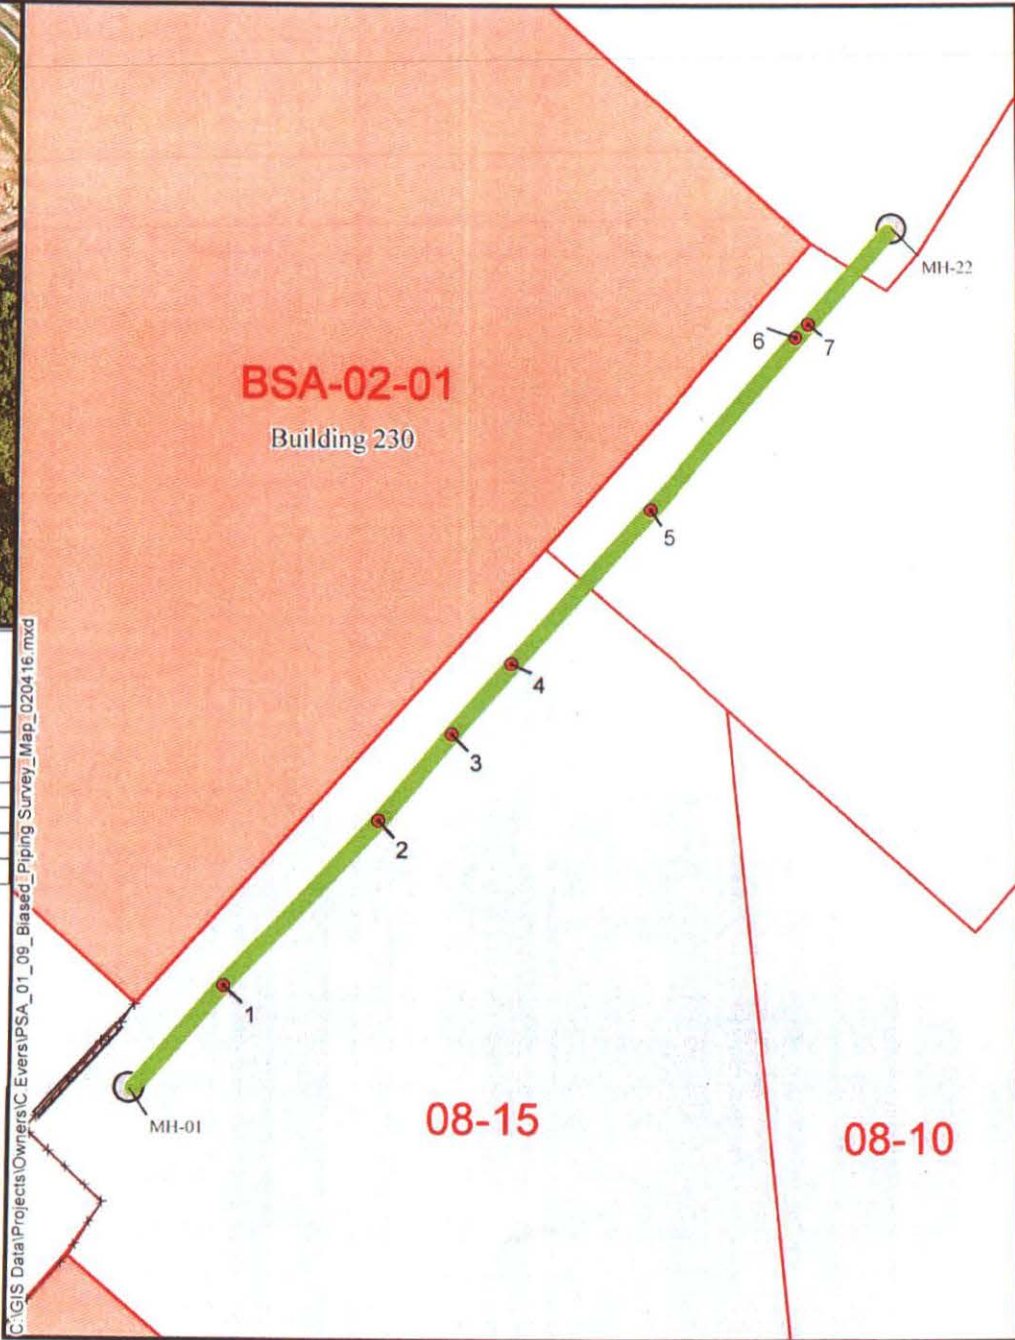 MH-22
6
7
BSA-02-01
Building 230
5
4
3
2
1
MH-01
08-15
08-10
C:\GIS Data\Projects\Owners\C Evers\PSA_01_09_Biased_Piping Survey_Map_020416.mxd